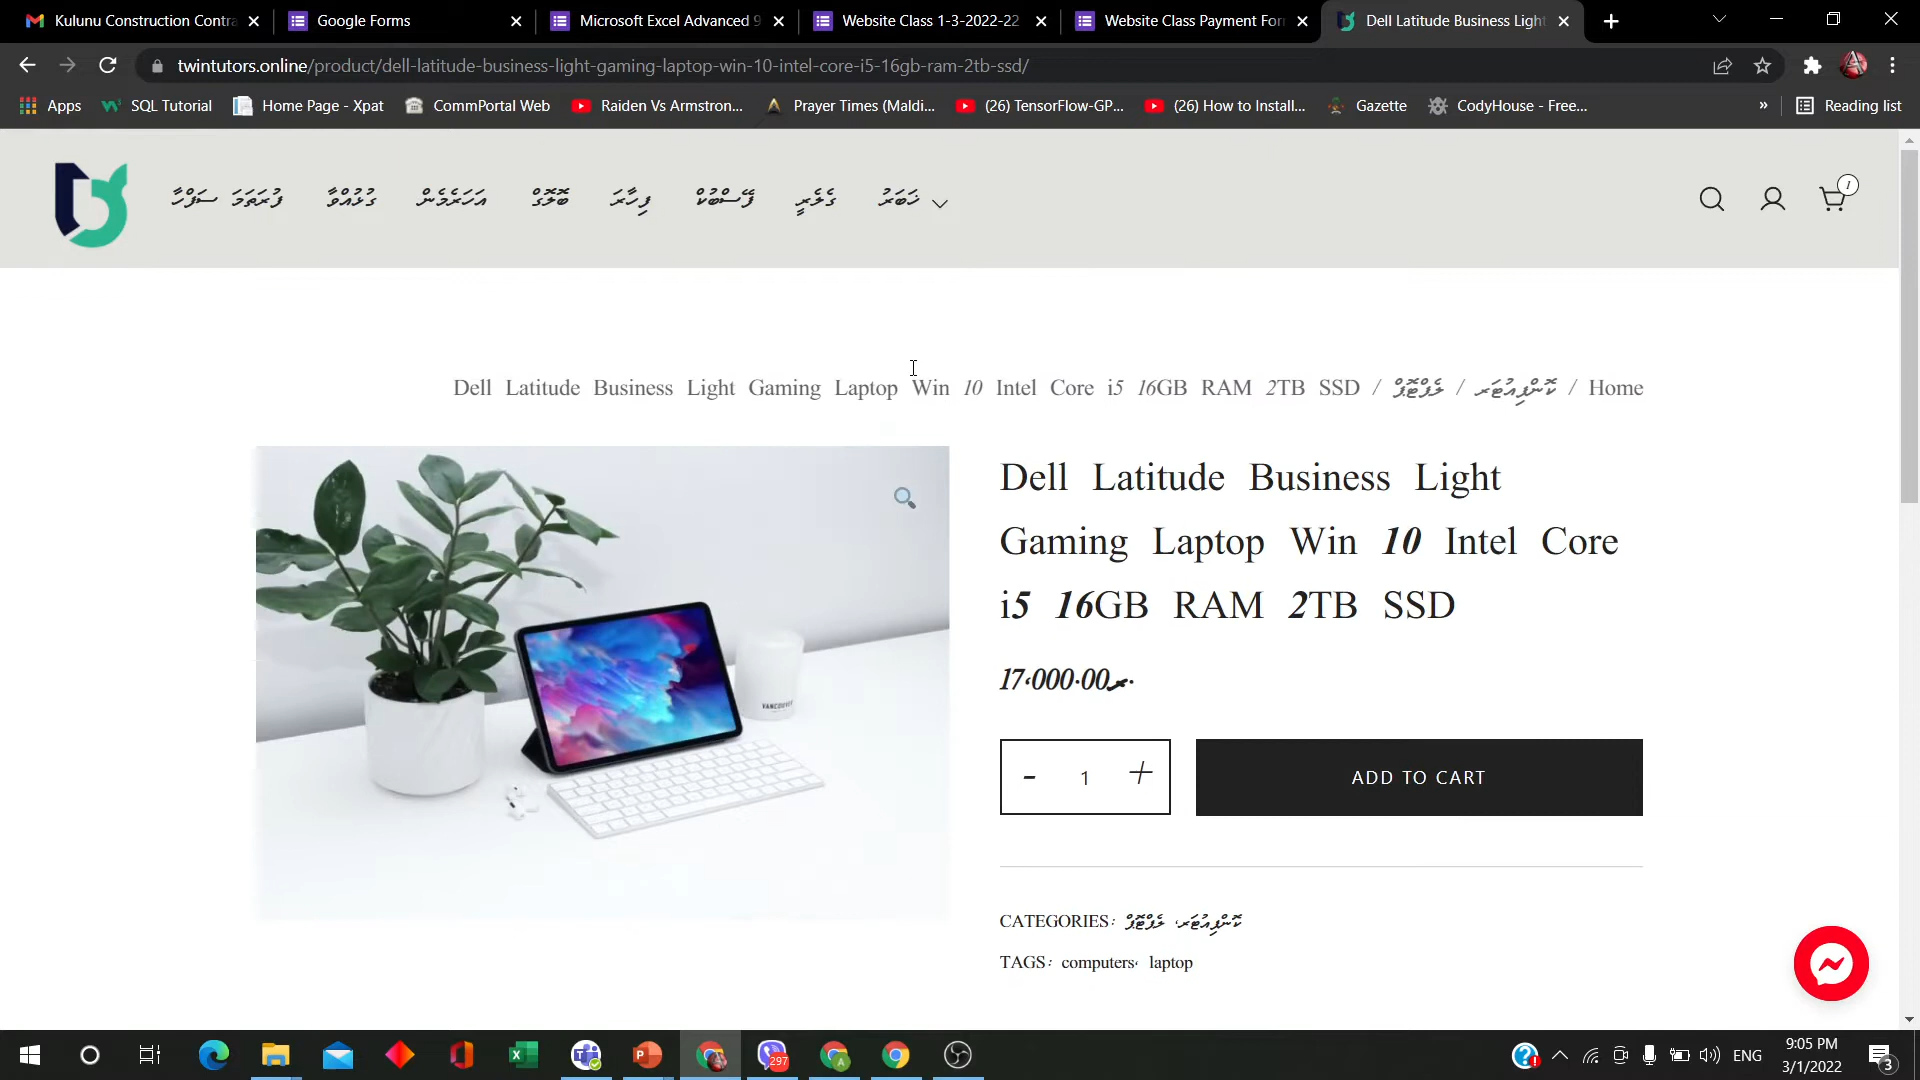 Kulunu Construction Contra
Google Forms
Microsoft Excel Advanced 9
Website Class 1-3-2022-22
Website Class Payment For
Dell Latitude Business Light
twintutors.online/product/dell-latitude-business-light-gaming-laptop-win-10-intel-core-i5-16gb-ram-2tb-ssd/
Apps
SQL Tutorial
Home Page - Xpat
CommPortal Web
Raiden Vs Armstron...
Prayer Times (Maldi...
(26) TensorFlow-GP...
(26) How to Install...
Gazette
CodyHouse - Free...
»
Reading list
ފުރަތަމަ ސަފްހާ
ގުޅުއްވާ
އަހަރެމެން
ބްލޮގް
ފިހާރަ
ފޭސްބުކް
ގެލެރީ
ޚަބަރު
1
Dell Latitude Business Light Gaming Laptop Win 10 Intel Core i5 16GB RAM 2TB SSD / ލެޕްޓޮޕް / ކޮންޕިއުޓަރ / Home
Dell Latitude Business Light
Gaming Laptop Win 10 Intel Core
i5 16GB RAM 2TB SSD
17،000.00.ރ
VANCOUVER
- 1 +
ADD TO CART
CATEGORIES: ކޮންޕިއުޓަރ، ލެޕްޓޮޕް
TAGS: computers، laptop
297
ENG
9:05 PM
3/1/2022
3